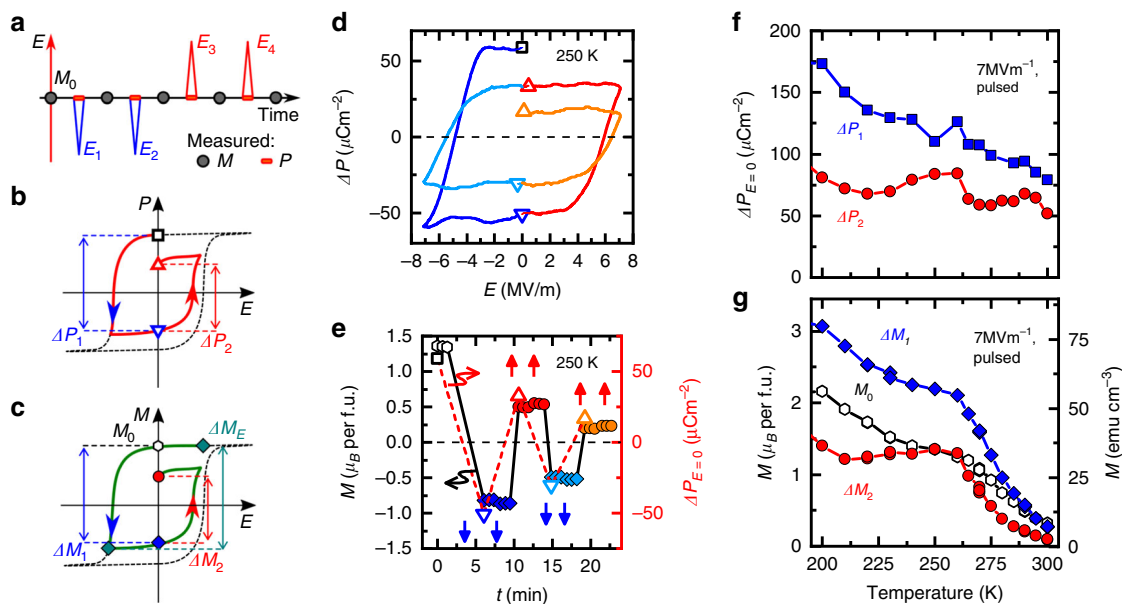 a
E
E3
E4
M0
Time
E1
E2
Measured:
M
P
b
P
E
ΔP1
ΔP2
c
M
M0
ΔME
E
ΔM1
ΔM2
d
250 K
ΔP (μCm−2)
50
0
−50
−8 −6 −4 −2 0 2 4 6 8
E (MV/m)
e
250 K
M (μB per f.u.)
1.5
1.0
0.5
0.0
−0.5
−1.0
−1.5
50
0
−50
ΔPE = 0 (μCm−2)
0 5 10 15 20
t (min)
f
7MVm−1,
pulsed
ΔPE = 0 (μCm−2)
200
150
100
50
0
ΔP1
ΔP2
g
7MVm−1,
pulsed
M (μB per f.u.)
3
2
1
0
ΔM1
M0
ΔM2
75
50
25
0
M (emu cm−3)
200 225 250 275 300
Temperature (K)